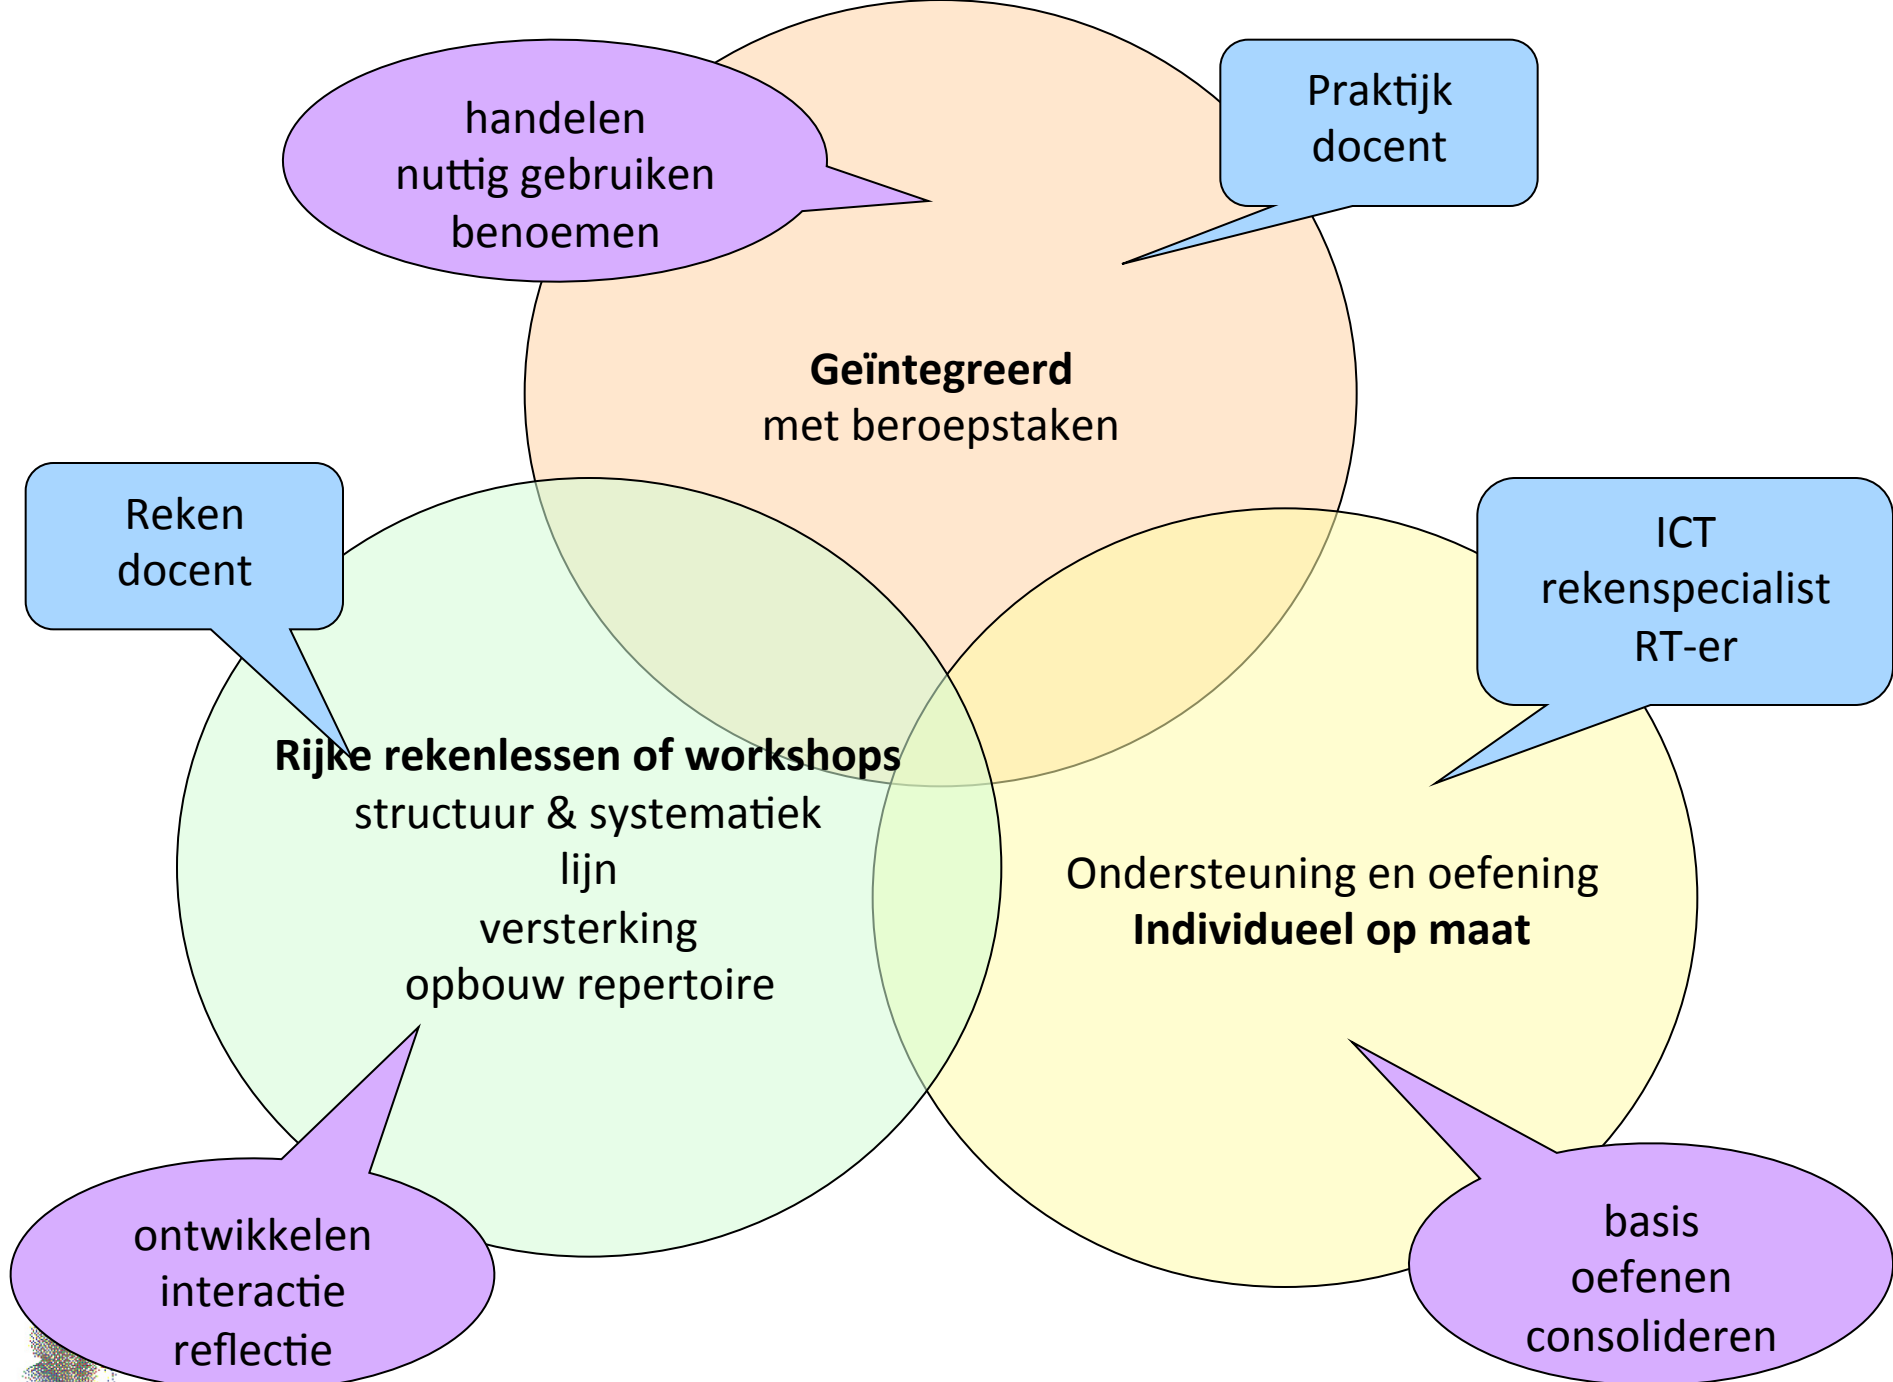 handelen
nuttig gebruiken
benoemen
Praktijk
docent
Geïntegreerd
met beroepstaken
Reken
docent
ICT
rekenspecialist
RT-er
Rijke rekenlessen of workshops
structuur & systematiek
lijn
versterking
opbouw repertoire
Ondersteuning en oefening
Individueel op maat
ontwikkelen
interactie
reflectie
basis
oefenen
consolideren